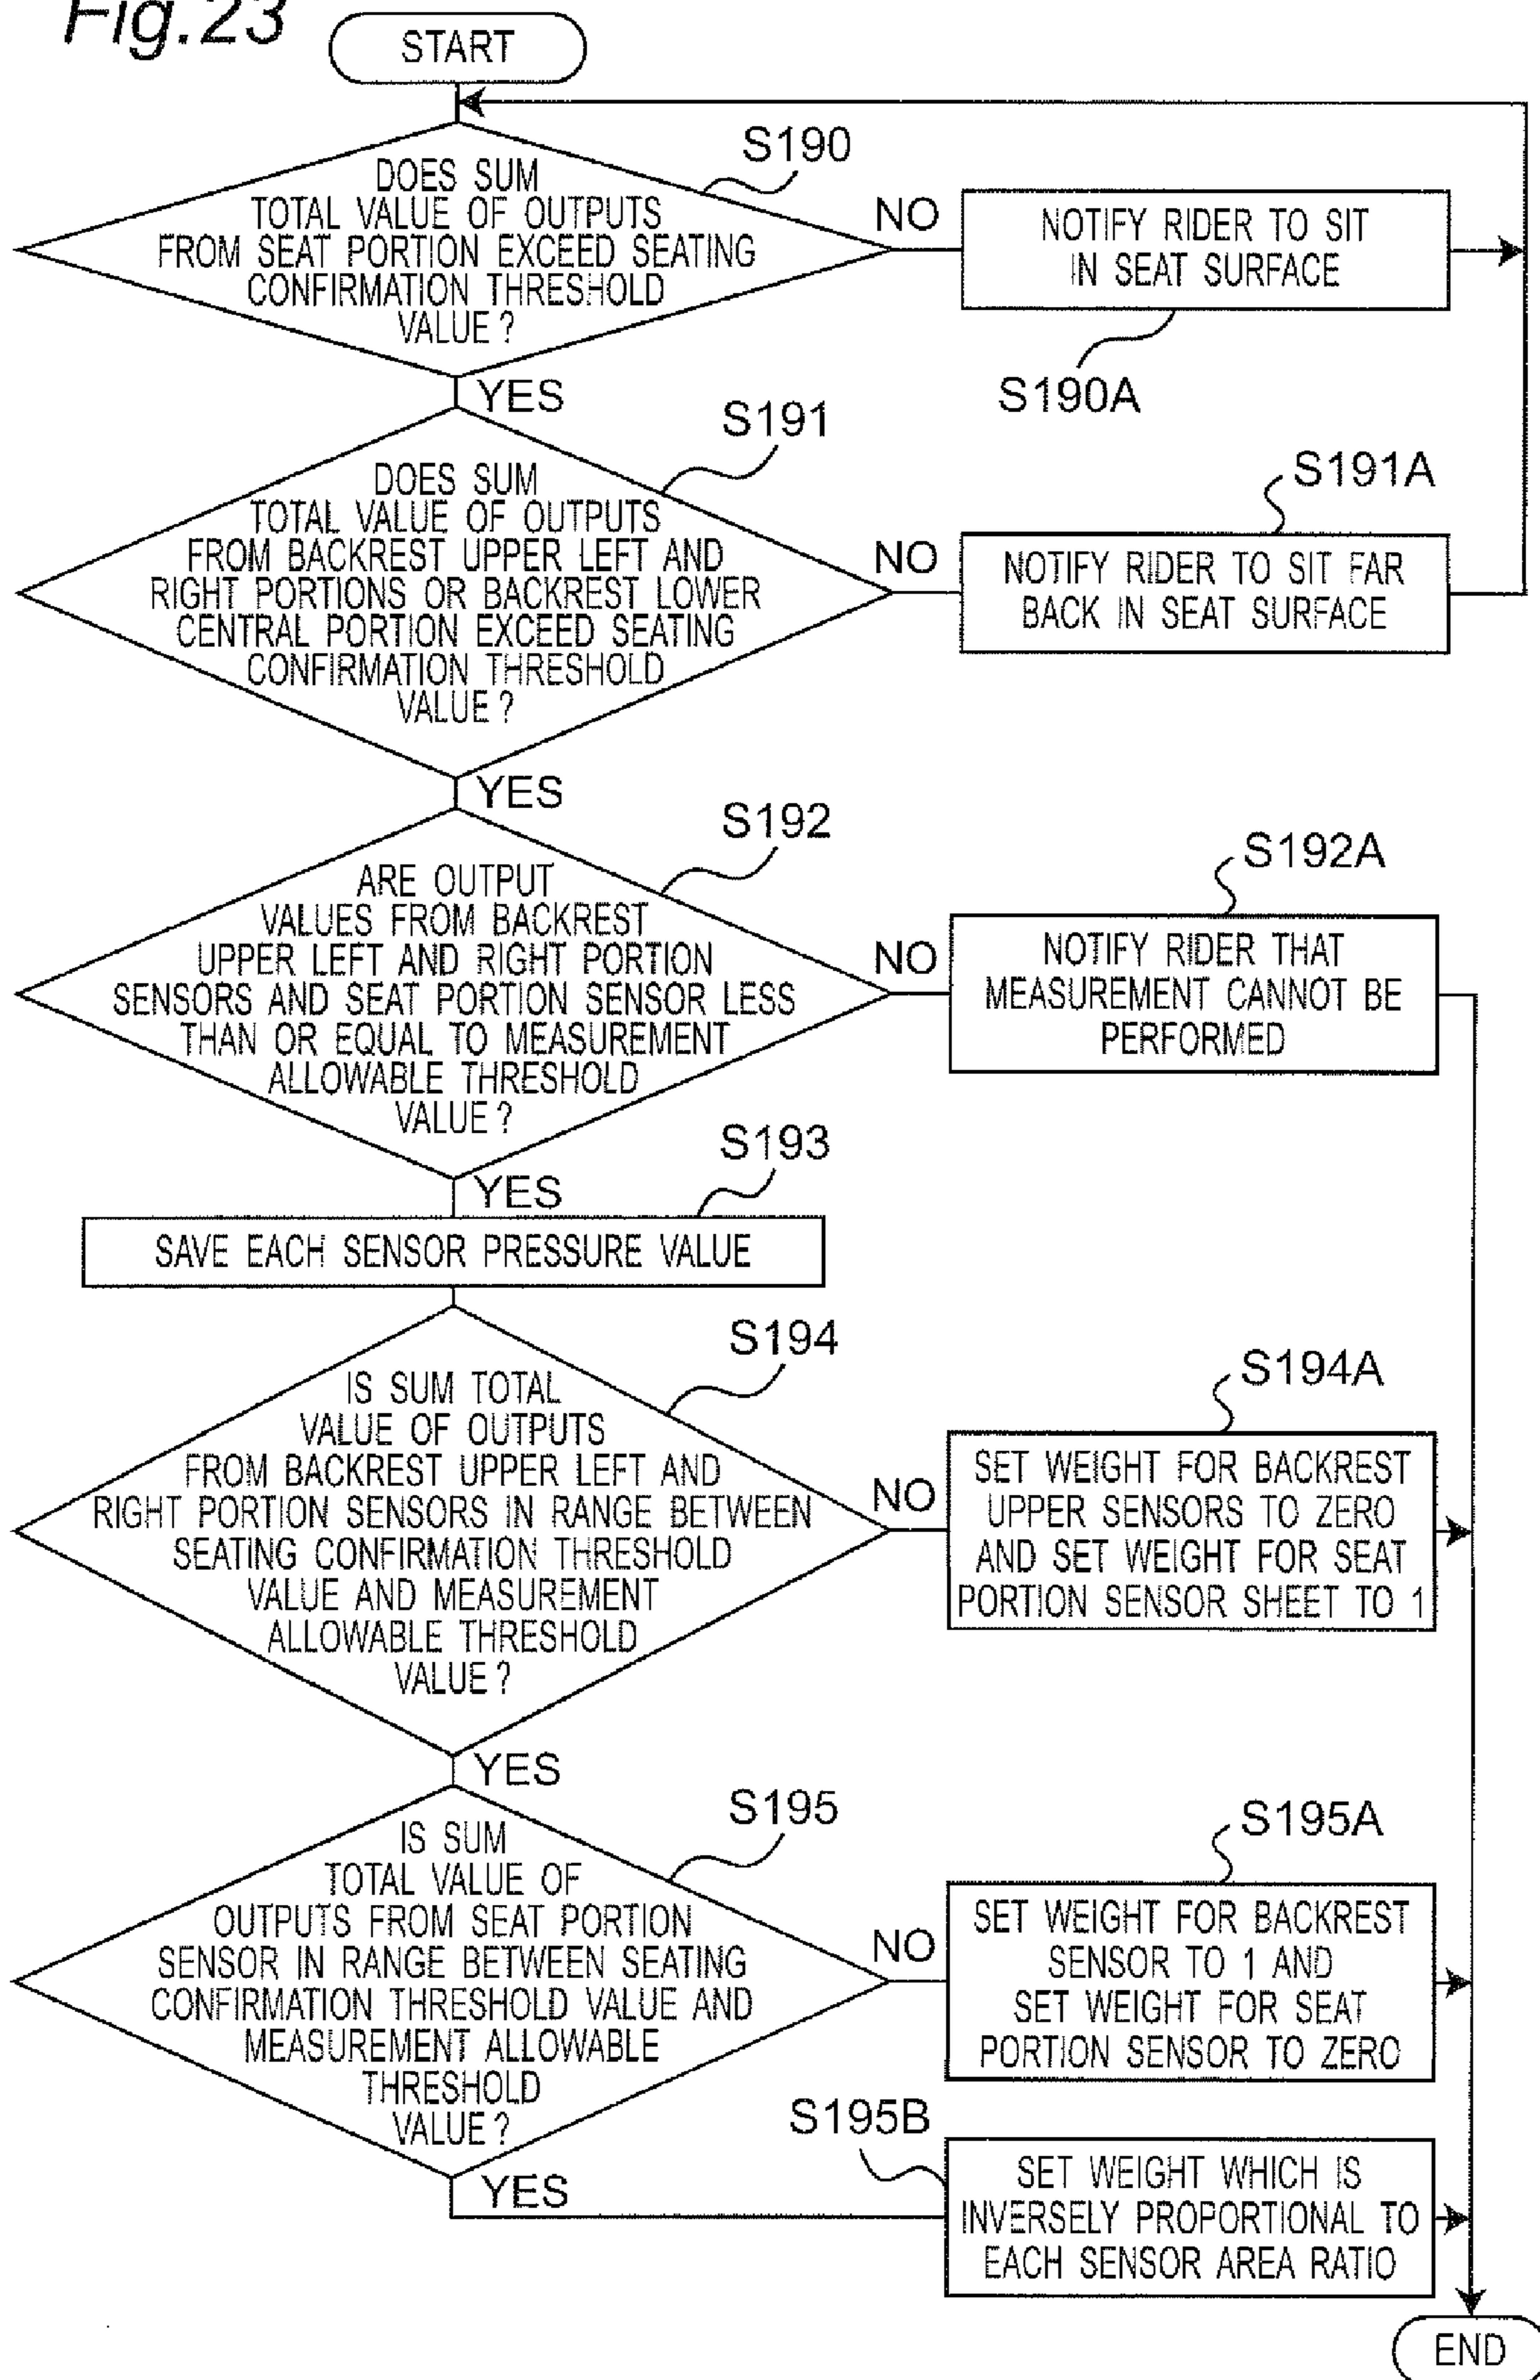 Fig.23
START
S190
DOES SUM
TOTAL VALUE OF OUTPUTS
FROM SEAT PORTION EXCEED SEATING
CONFIRMATION THRESHOLD
VALUE ?
NO
NOTIFY RIDER TO SIT
IN SEAT SURFACE
S190A
YES
S191
DOES SUM
TOTAL VALUE OF OUTPUTS
FROM BACKREST UPPER LEFT AND
RIGHT PORTIONS OR BACKREST LOWER
CENTRAL PORTION EXCEED SEATING
CONFIRMATION THRESHOLD
VALUE ?
NO
S191A
NOTIFY RIDER TO SIT FAR
BACK IN SEAT SURFACE
YES
S192
ARE OUTPUT
VALUES FROM BACKREST
UPPER LEFT AND RIGHT PORTION
SENSORS AND SEAT PORTION SENSOR LESS
THAN OR EQUAL TO MEASUREMENT
ALLOWABLE THRESHOLD
VALUE ?
NO
S192A
NOTIFY RIDER THAT
MEASUREMENT CANNOT BE
PERFORMED
YES
S193
SAVE EACH SENSOR PRESSURE VALUE
S194
IS SUM TOTAL
VALUE OF OUTPUTS
FROM BACKREST UPPER LEFT AND
RIGHT PORTION SENSORS IN RANGE BETWEEN
SEATING CONFIRMATION THRESHOLD
VALUE AND MEASUREMENT
ALLOWABLE THRESHOLD
VALUE ?
NO
S194A
SET WEIGHT FOR BACKREST
UPPER SENSORS TO ZERO
AND SET WEIGHT FOR SEAT
PORTION SENSOR SHEET TO 1
YES
S195
IS SUM
TOTAL VALUE OF
OUTPUTS FROM SEAT PORTION
SENSOR IN RANGE BETWEEN SEATING
CONFIRMATION THRESHOLD VALUE AND
MEASUREMENT ALLOWABLE
THRESHOLD
VALUE ?
NO
S195A
SET WEIGHT FOR BACKREST
SENSOR TO 1 AND
SET WEIGHT FOR SEAT
PORTION SENSOR TO ZERO
YES
S195B
SET WEIGHT WHICH IS
INVERSELY PROPORTIONAL TO
EACH SENSOR AREA RATIO
END